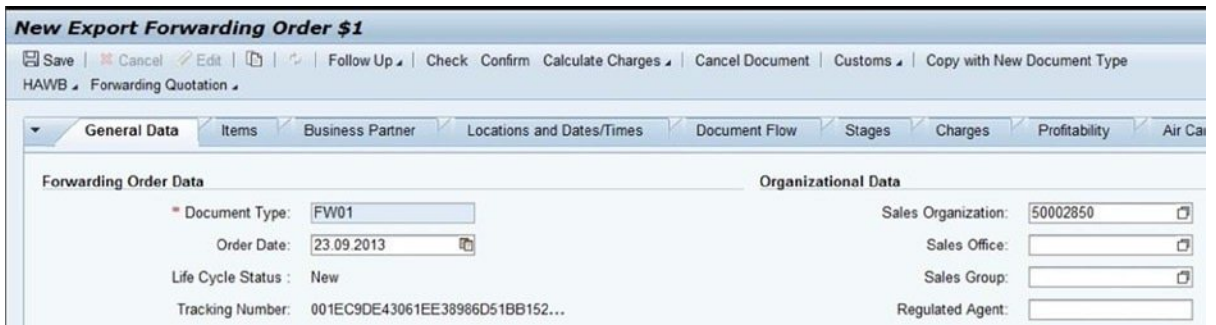 New Export Forwarding Order $1
Save | Cancel Edit | Follow Up | Check Confirm Calculate Charges | Cancel Document | Customs | Copy with New Document Type
HAWB Forwarding Quotation
General Data Items Business Partner Locations and Dates/Times Document Flow Stages Charges Profitability Air Ca
Forwarding Order Data Organizational Data
* Document Type: FW01 Sales Organization: 50002850
Order Date: 23.09.2013 Sales Office:
Life Cycle Status : New Sales Group:
Tracking Number: 001EC9DE43061EE38986D51BB152... Regulated Agent: